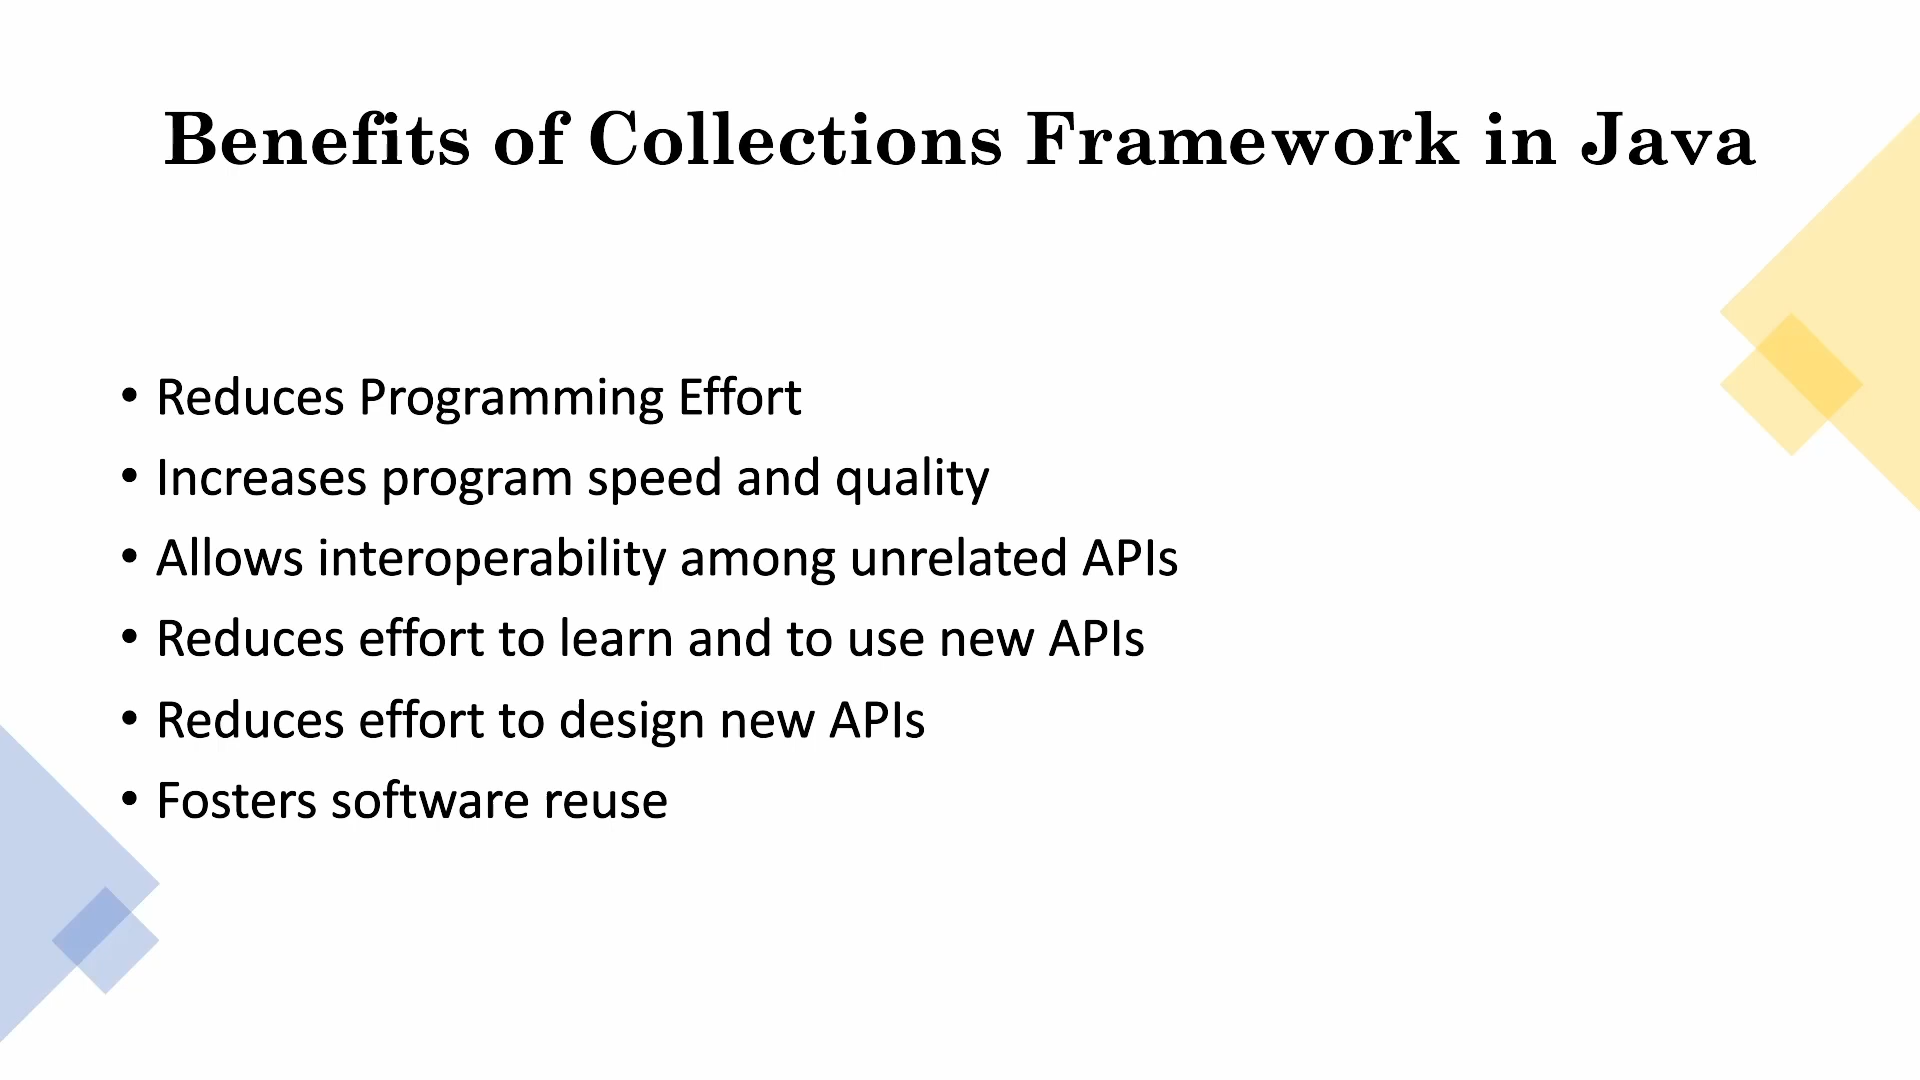 Benefits of Collections Framework in Java
• Reduces Programming Effort
• Increases program speed and quality
• Allows interoperability among unrelated APIs
• Reduces effort to learn and to use new APIs
• Reduces effort to design new APIs
• Fosters software reuse